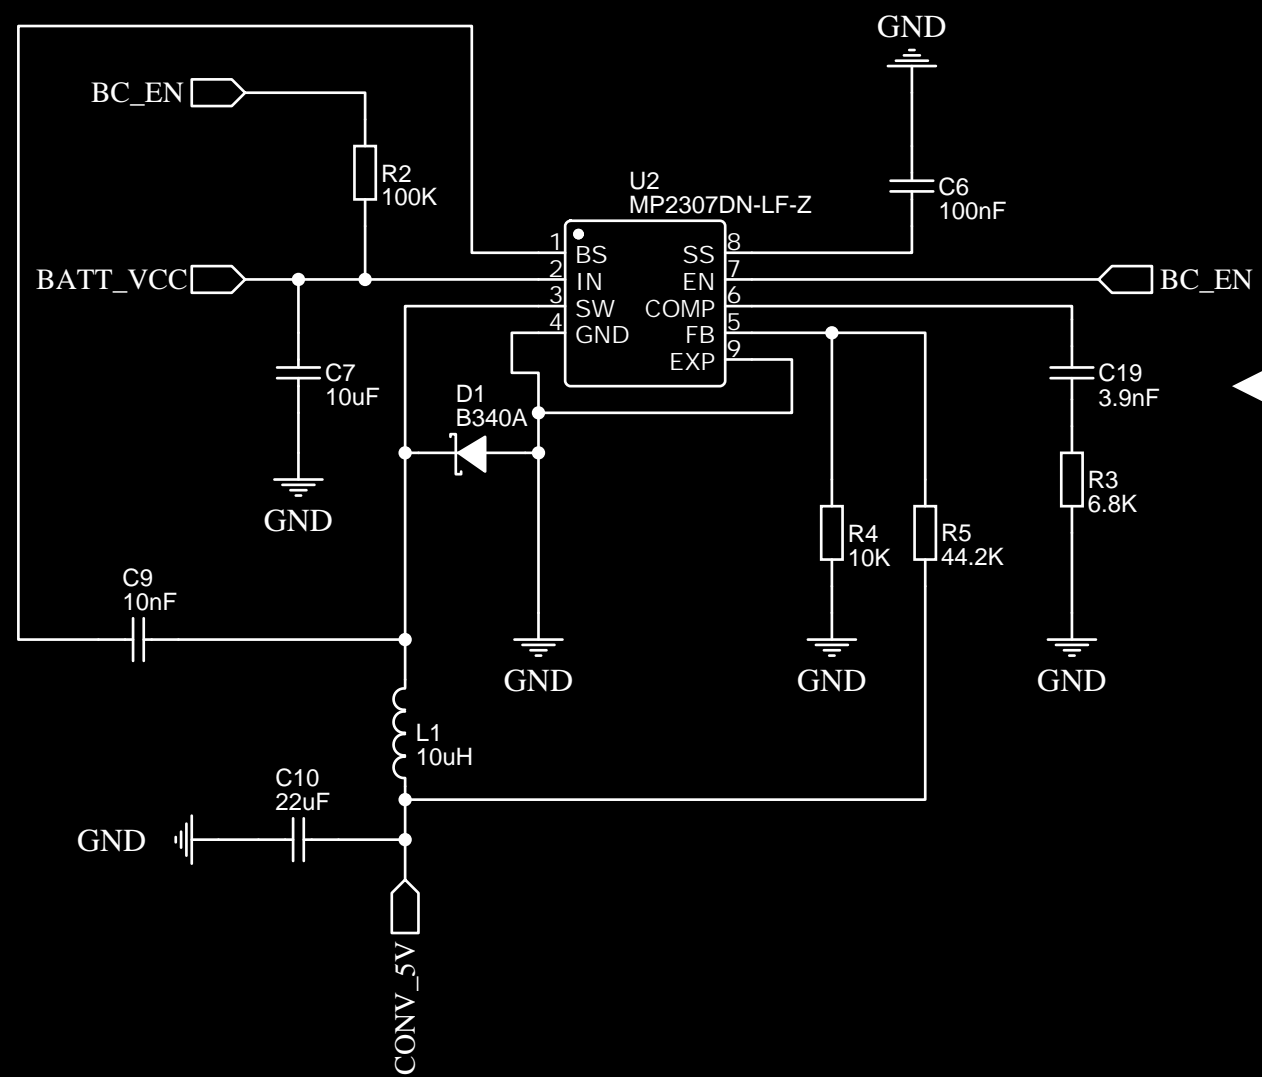 GND
BC_EN
R2
100K
U2
MP2307DN-LF-Z
C6
100nF
1
BS
SS
8
BATT_VCC
2
IN
EN
7
BC_EN
3
SW
COMP
6
4
GND
FB
5
EXP
9
C7
10uF
D1
B340A
C19
3.9nF
GND
R3
6.8K
R4
10K
R5
44.2K
C9
10nF
GND
GND
GND
L1
10uH
C10
22uF
GND
CONV_5V